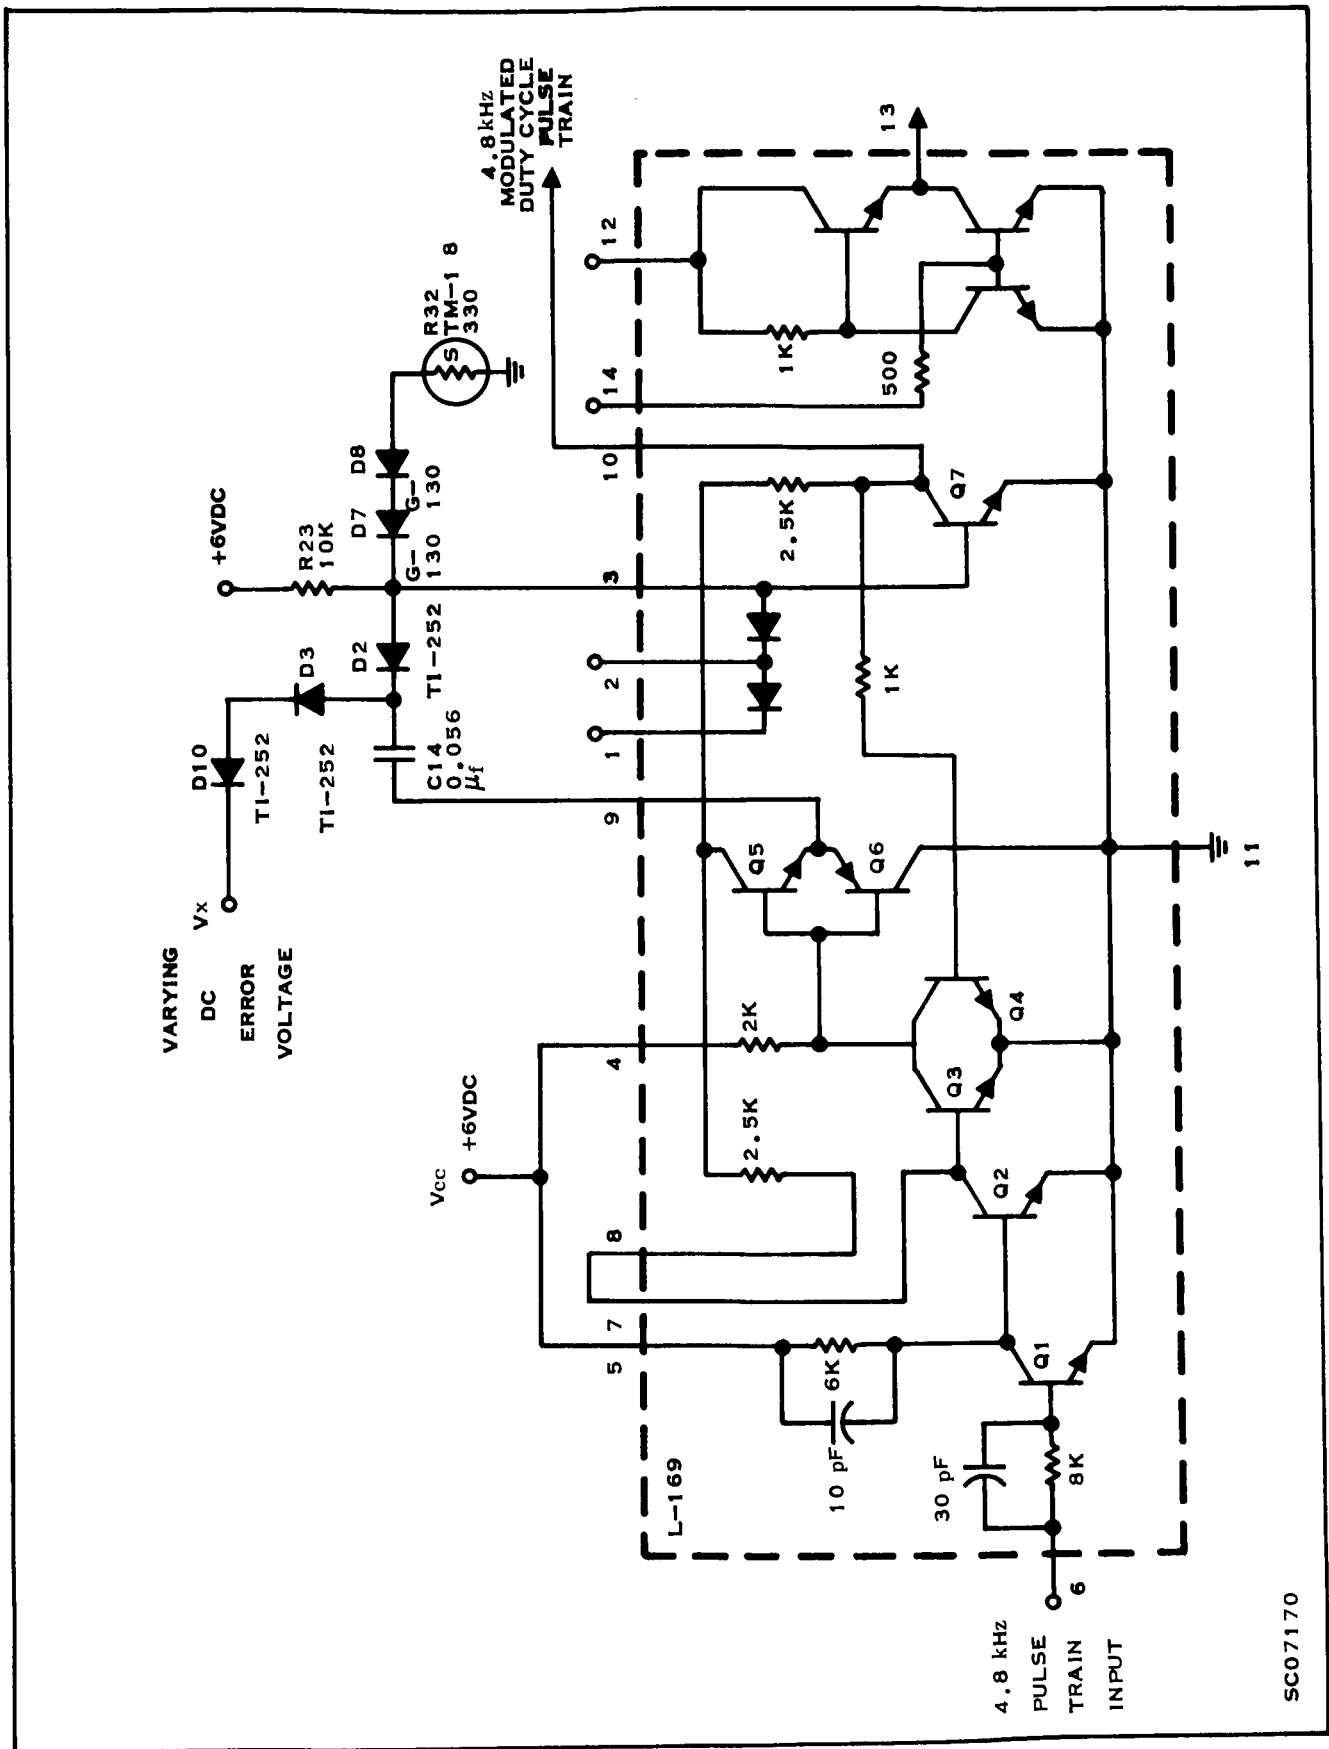 4.8 kHz
MODULATED
DUTY CYCLE
PULSE
TRAIN
13
12
R32
TM-1 8
330
S
14
10
1K
500
D8
G-
130
D7
G-
130
+6VDC
R23
10K
3
2.5K
Q7
D3
D2
TI-252
2
1
1K
D10
TI-252
TI-252
C14
0.056
μf
9
Q5
Q6
11
VARYING
DC
ERROR
VOLTAGE
Vx
4
2K
Q4
Q3
Vcc
+6VDC
2.5K
Q2
8
7
5
6K
10 pF
Q1
30 pF
8K
L-169
6
4.8 kHz
PULSE
TRAIN
INPUT
SC07170